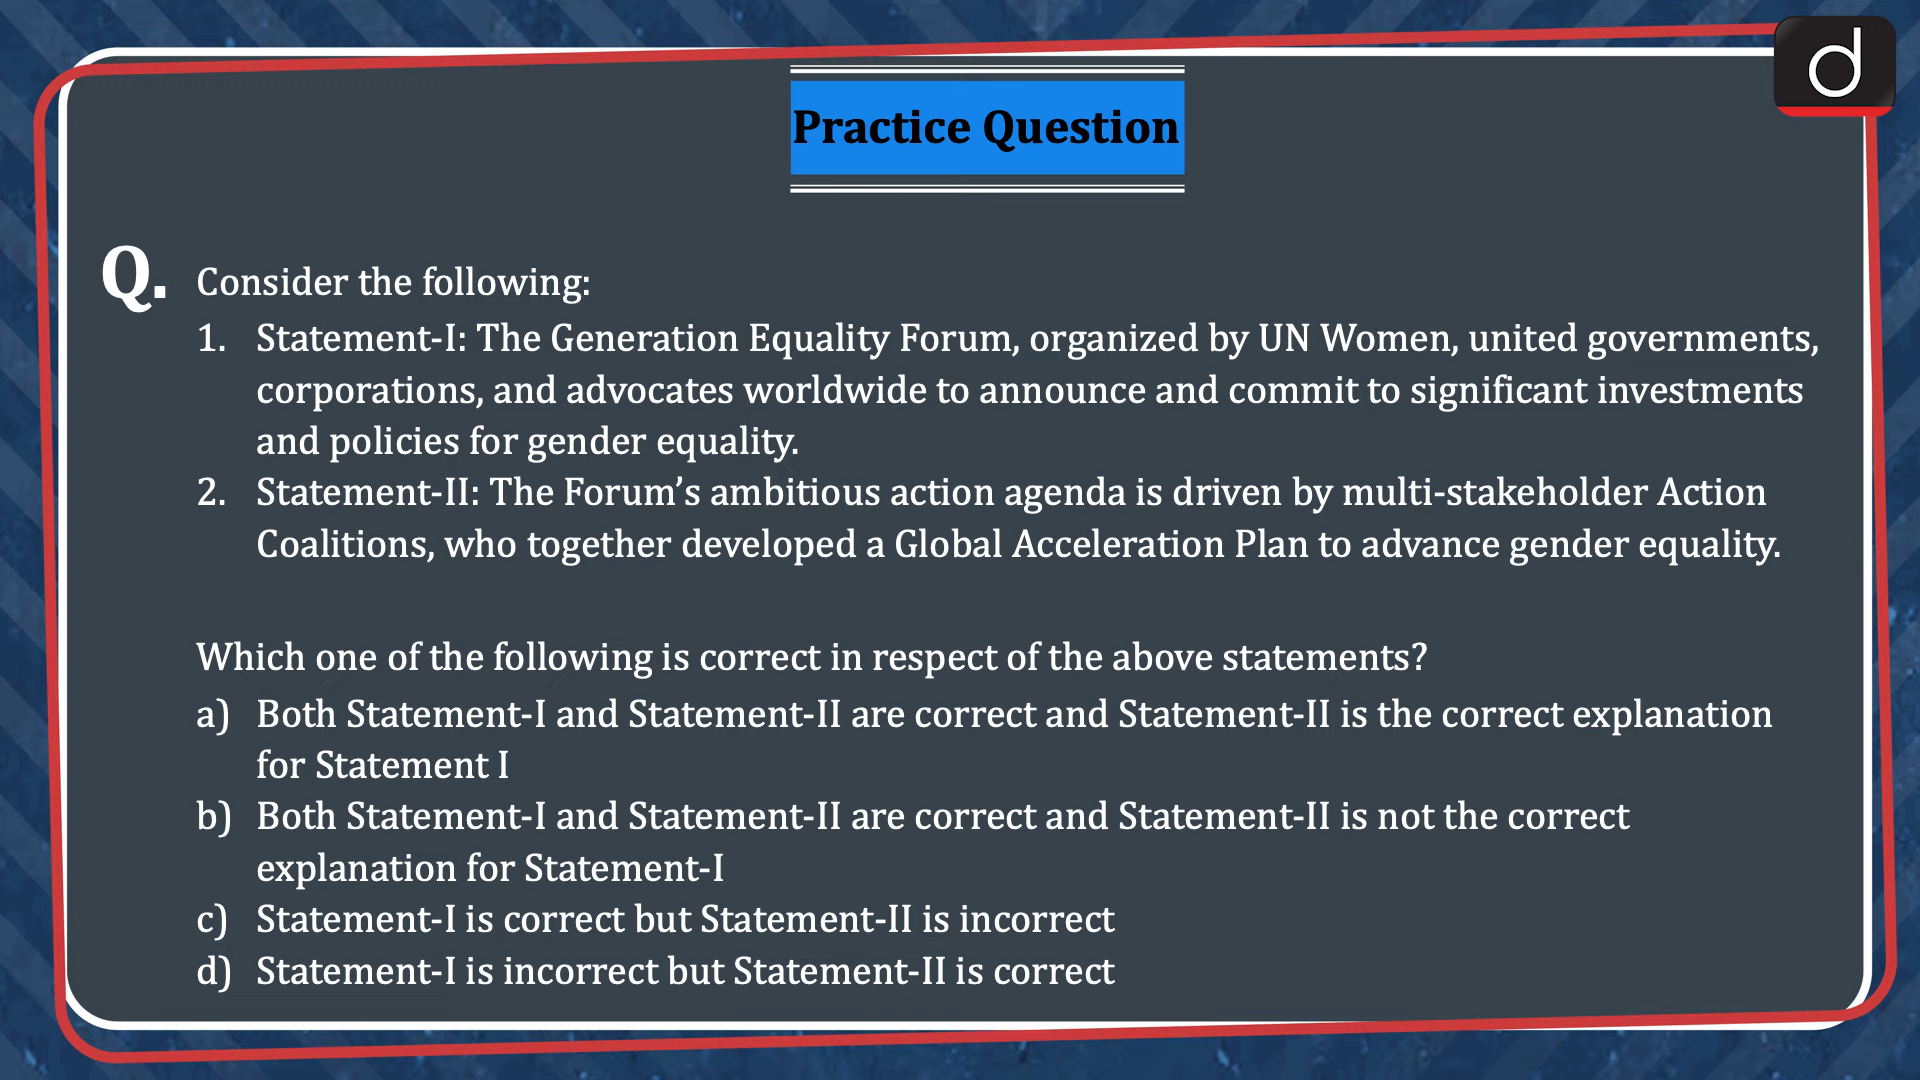 d
Practice Question
Q. Consider the following:
1. Statement-I: The Generation Equality Forum, organized by UN Women, united governments,
corporations, and advocates worldwide to announce and commit to significant investments
and policies for gender equality.
2. Statement-II: The Forum’s ambitious action agenda is driven by multi-stakeholder Action
Coalitions, who together developed a Global Acceleration Plan to advance gender equality.
Which one of the following is correct in respect of the above statements?
a) Both Statement-I and Statement-II are correct and Statement-II is the correct explanation
for Statement I
b) Both Statement-I and Statement-II are correct and Statement-II is not the correct
explanation for Statement-I
c) Statement-I is correct but Statement-II is incorrect
d) Statement-I is incorrect but Statement-II is correct